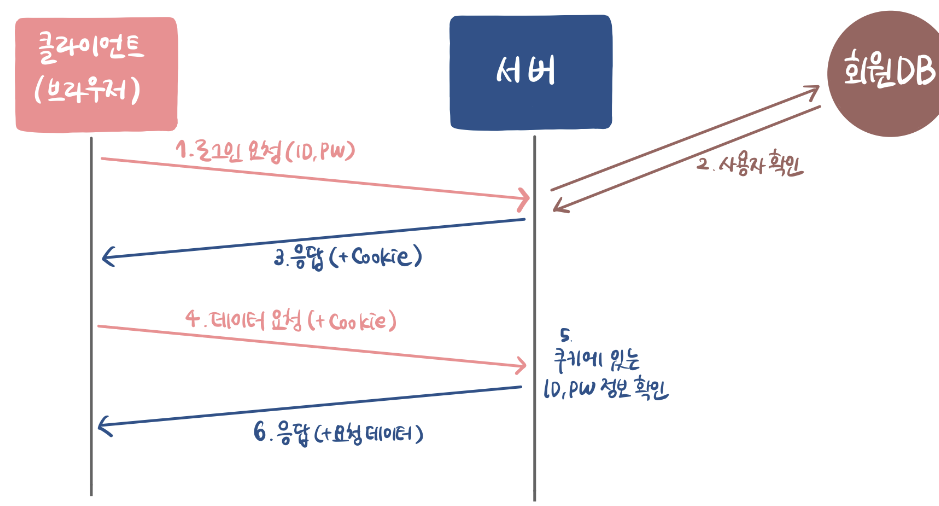 클라이언트
(브라우저)
서버
회원DB
1.로그인 요청(ID,PW)
2.사용자 확인
3.응답(+Cookie)
4.데이터 요청(+Cookie)
5.
쿠키에 있는
ID,PW 정보 확인
6.응답(+요청 데이터)